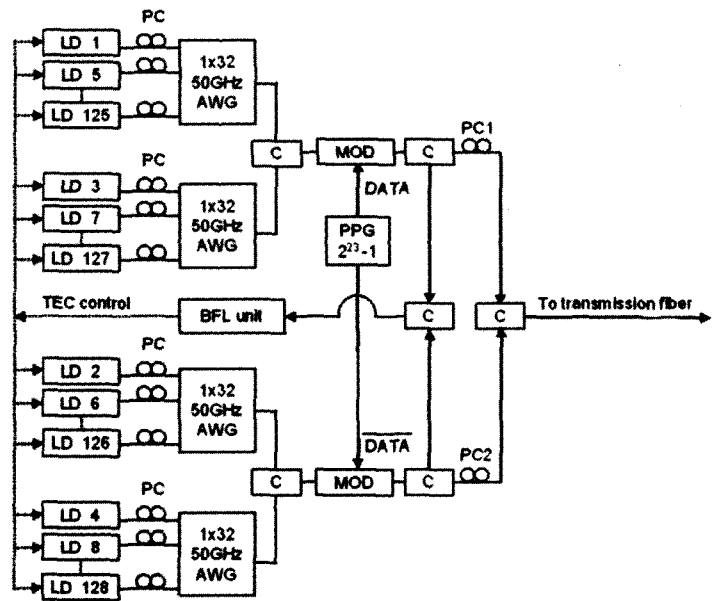 PC
LD 1
LD 5
LD 125
1x32
50GHz
AWG
PC
LD 3
LD 7
LD 127
1x32
50GHz
AWG
C
MOD
C
PC1
DATA
PPG
2²³-1
TEC control
BFL unit
C
C
To transmission fiber
PC
LD 2
LD 6
LD 126
1x32
50GHz
AWG
DATA
C
MOD
C
PC2
PC
LD 4
LD 8
LD 128
1x32
50GHz
AWG